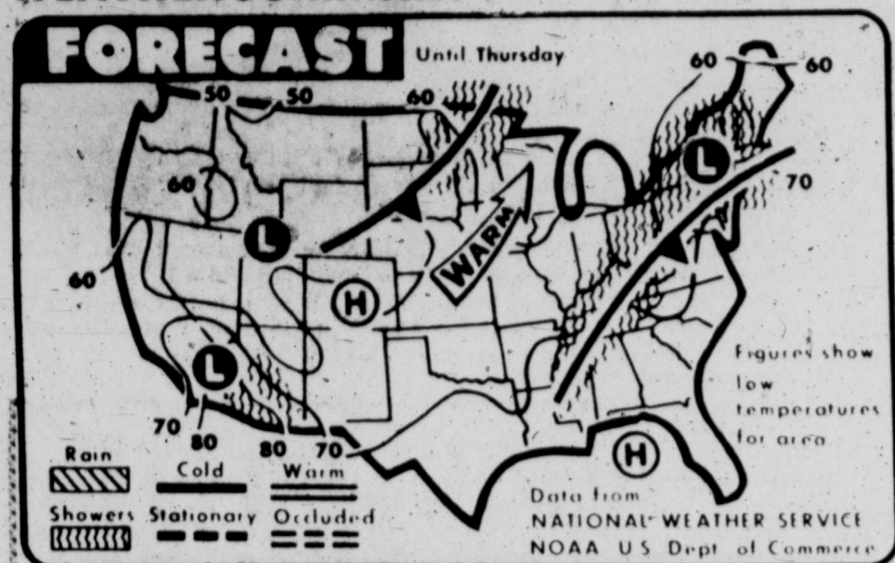 FORECAST
Until Thursday
50
50
60
60
60
60
L
70
WARM
L
60
H
L
Figures show
low
temperatures
for area
70
80
80
70
H
Rain
Cold
Warm
Showers
Stationary
Occluded
Data from
NATIONAL WEATHER SERVICE
NOAA US Dept of Commerce